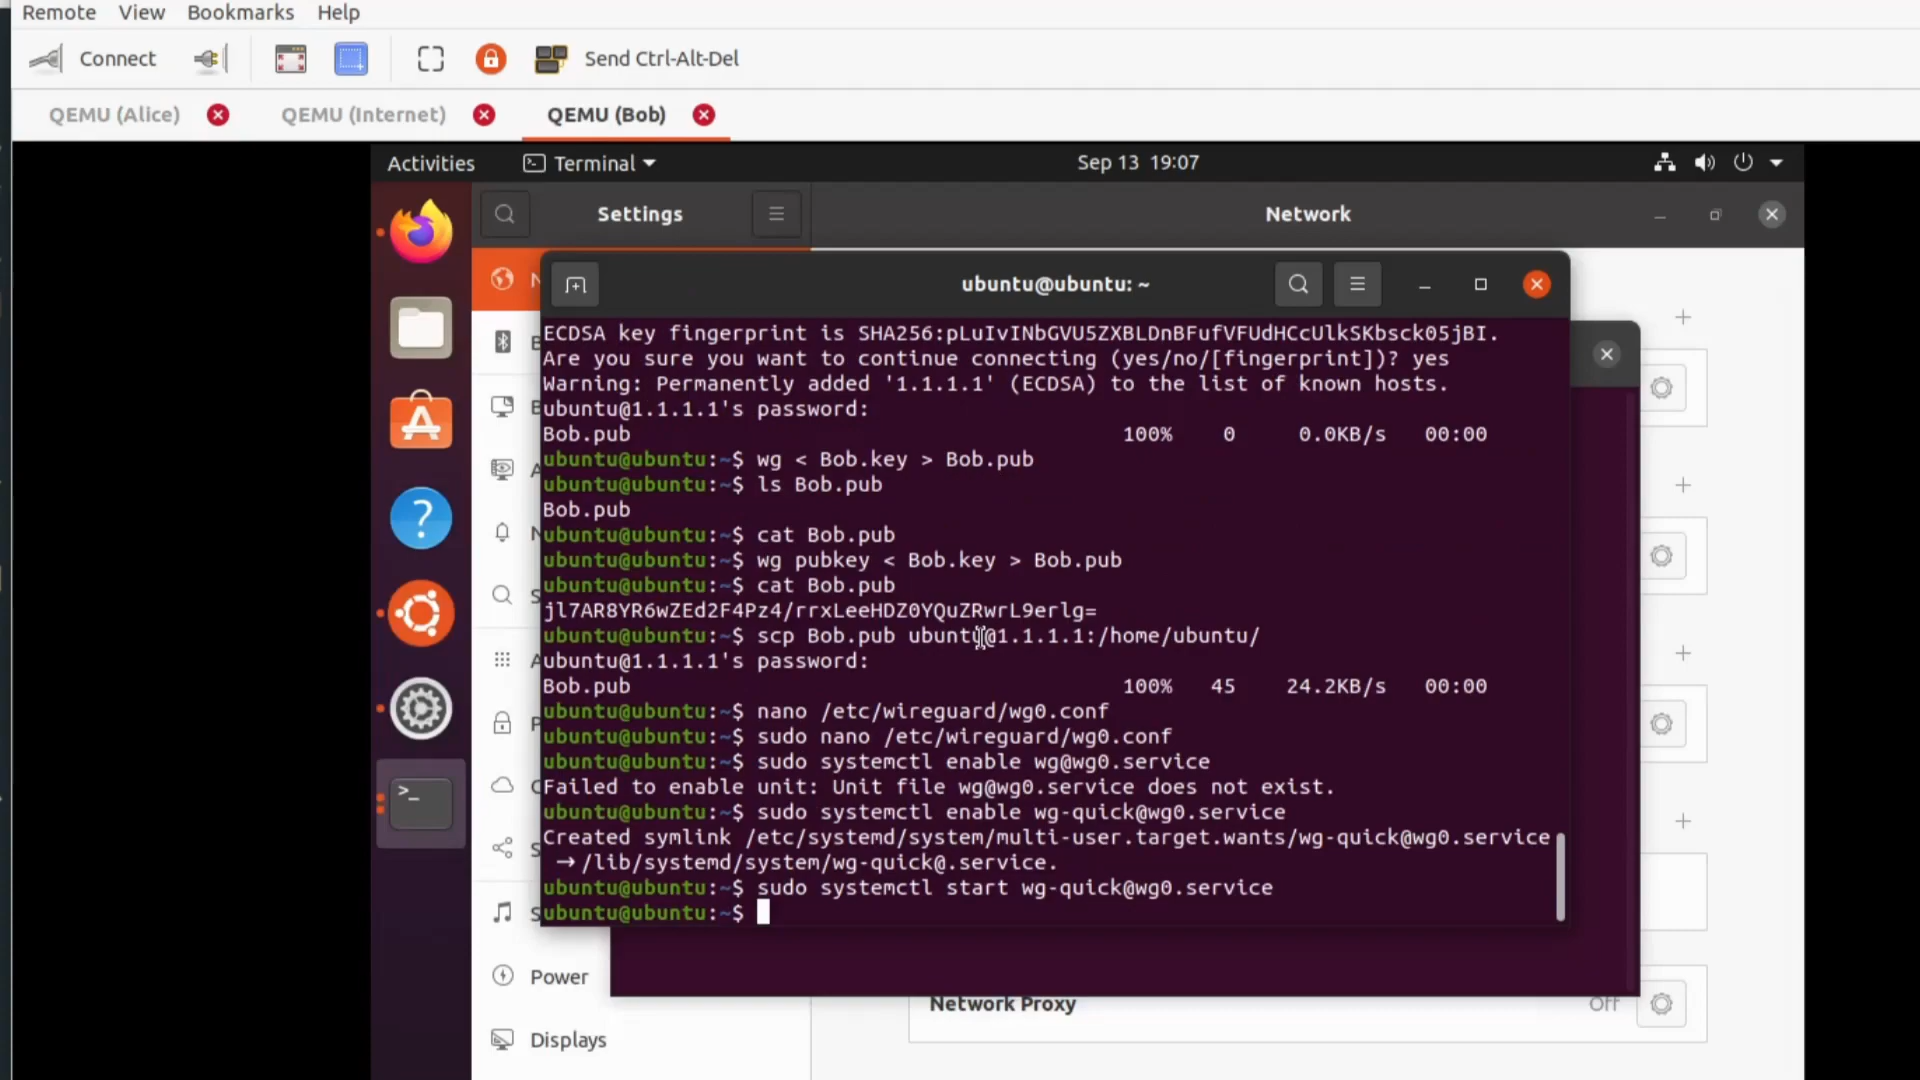 Remote View Bookmarks Help
Connect Send Ctrl-Alt-Del
QEMU (Alice) QEMU (Internet) QEMU (Bob)
Activities Terminal Sep 13 19:07
Settings Network
ubuntu@ubuntu: ~
ECDSA key fingerprint is SHA256:pLuIvINbGVU5ZXBLDnBFufVFUdHCcUlkSKbsck05jBI.
Are you sure you want to continue connecting (yes/no/[fingerprint])? yes
Warning: Permanently added '1.1.1.1' (ECDSA) to the list of known hosts.
ubuntu@1.1.1.1's password:
Bob.pub 100% 0 0.0KB/s 00:00
ubuntu@ubuntu:~$ wg < Bob.key > Bob.pub
ubuntu@ubuntu:~$ ls Bob.pub
Bob.pub
ubuntu@ubuntu:~$ cat Bob.pub
ubuntu@ubuntu:~$ wg pubkey < Bob.key > Bob.pub
ubuntu@ubuntu:~$ cat Bob.pub
jl7AR8YR6wZEd2F4Pz4/rrxLeeHDZ0YQuZRwrL9erlg=
ubuntu@ubuntu:~$ scp Bob.pub ubuntu@1.1.1.1:/home/ubuntu/
ubuntu@1.1.1.1's password:
Bob.pub 100% 45 24.2KB/s 00:00
ubuntu@ubuntu:~$ nano /etc/wireguard/wg0.conf
ubuntu@ubuntu:~$ sudo nano /etc/wireguard/wg0.conf
ubuntu@ubuntu:~$ sudo systemctl enable wg@wg0.service
Failed to enable unit: Unit file wg@wg0.service does not exist.
ubuntu@ubuntu:~$ sudo systemctl enable wg-quick@wg0.service
Created symlink /etc/systemd/system/multi-user.target.wants/wg-quick@wg0.service
→ /lib/systemd/system/wg-quick@.service.
ubuntu@ubuntu:~$ sudo systemctl start wg-quick@wg0.service
ubuntu@ubuntu:~$
Power
Network Proxy Off
Displays